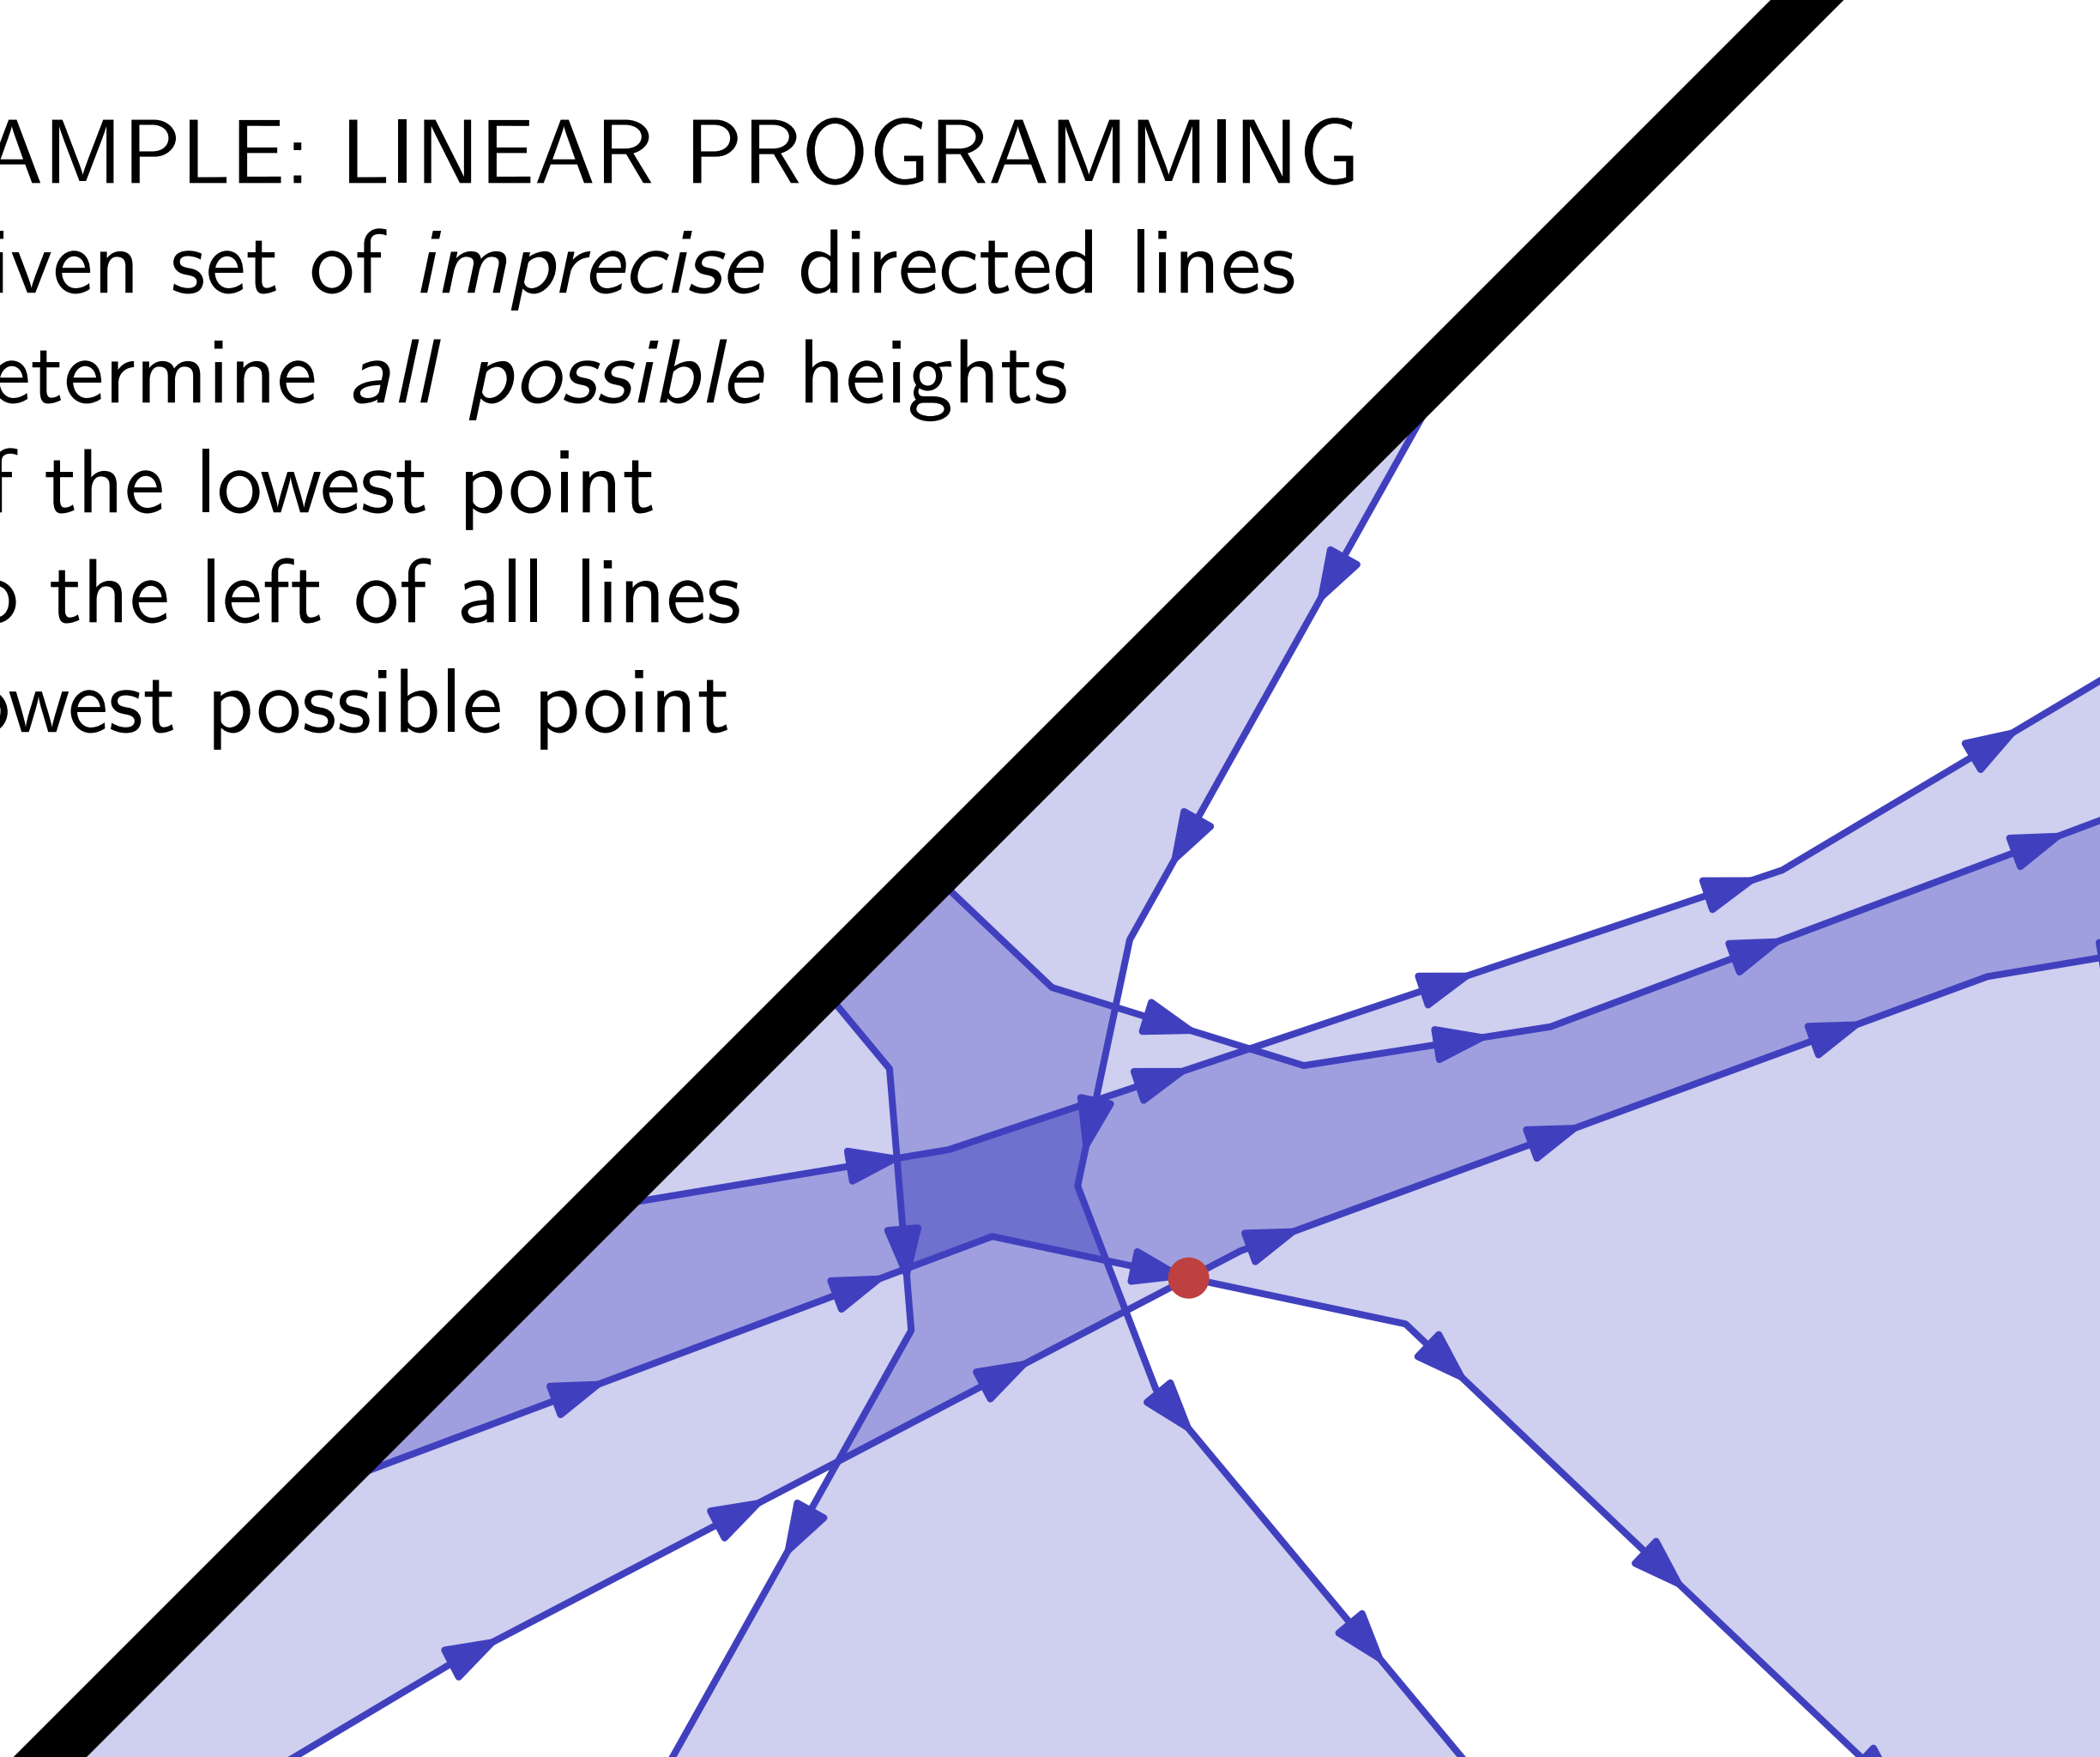 AMPLE: LINEAR PROGRAMMING
iven set of imprecise directed lines
etermine all possible heights
f the lowest point
o the left of all lines
owest possible point